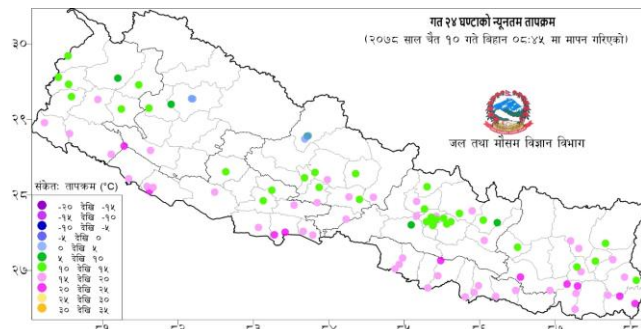 गत २४ घण्टाको न्यूनतम तापक्रम
(२०७८ साल चैत १० गते बिहान ०८:४५ मा मापन गरिएको)
जल तथा मौसम विज्ञान विभाग
संकेतः तापक्रम (°C)
-२० देखि -१५
-१५ देखि -१०
-१० देखि -५
-५ देखि ०
० देखि ५
५ देखि १०
१० देखि १५
१५ देखि २०
२० देखि २५
२५ देखि ३०
३० देखि ३५
३०
२९
२८
२७